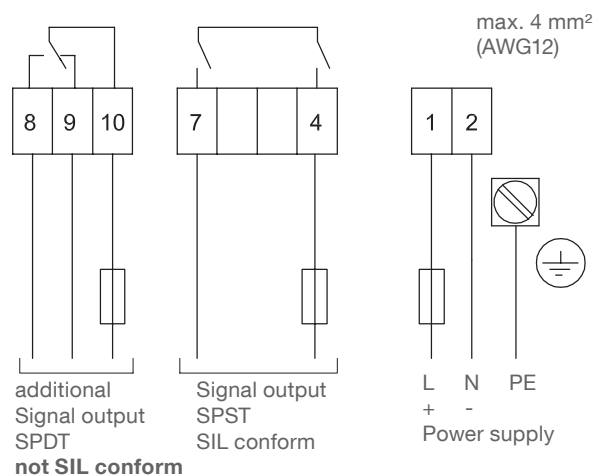 max. 4 mm²
(AWG12)
8 9 10
7 4
1 2
additional
Signal output
SPDT
not SIL conform
Signal output
SPST
SIL conform
L N PE
+ -
Power supply